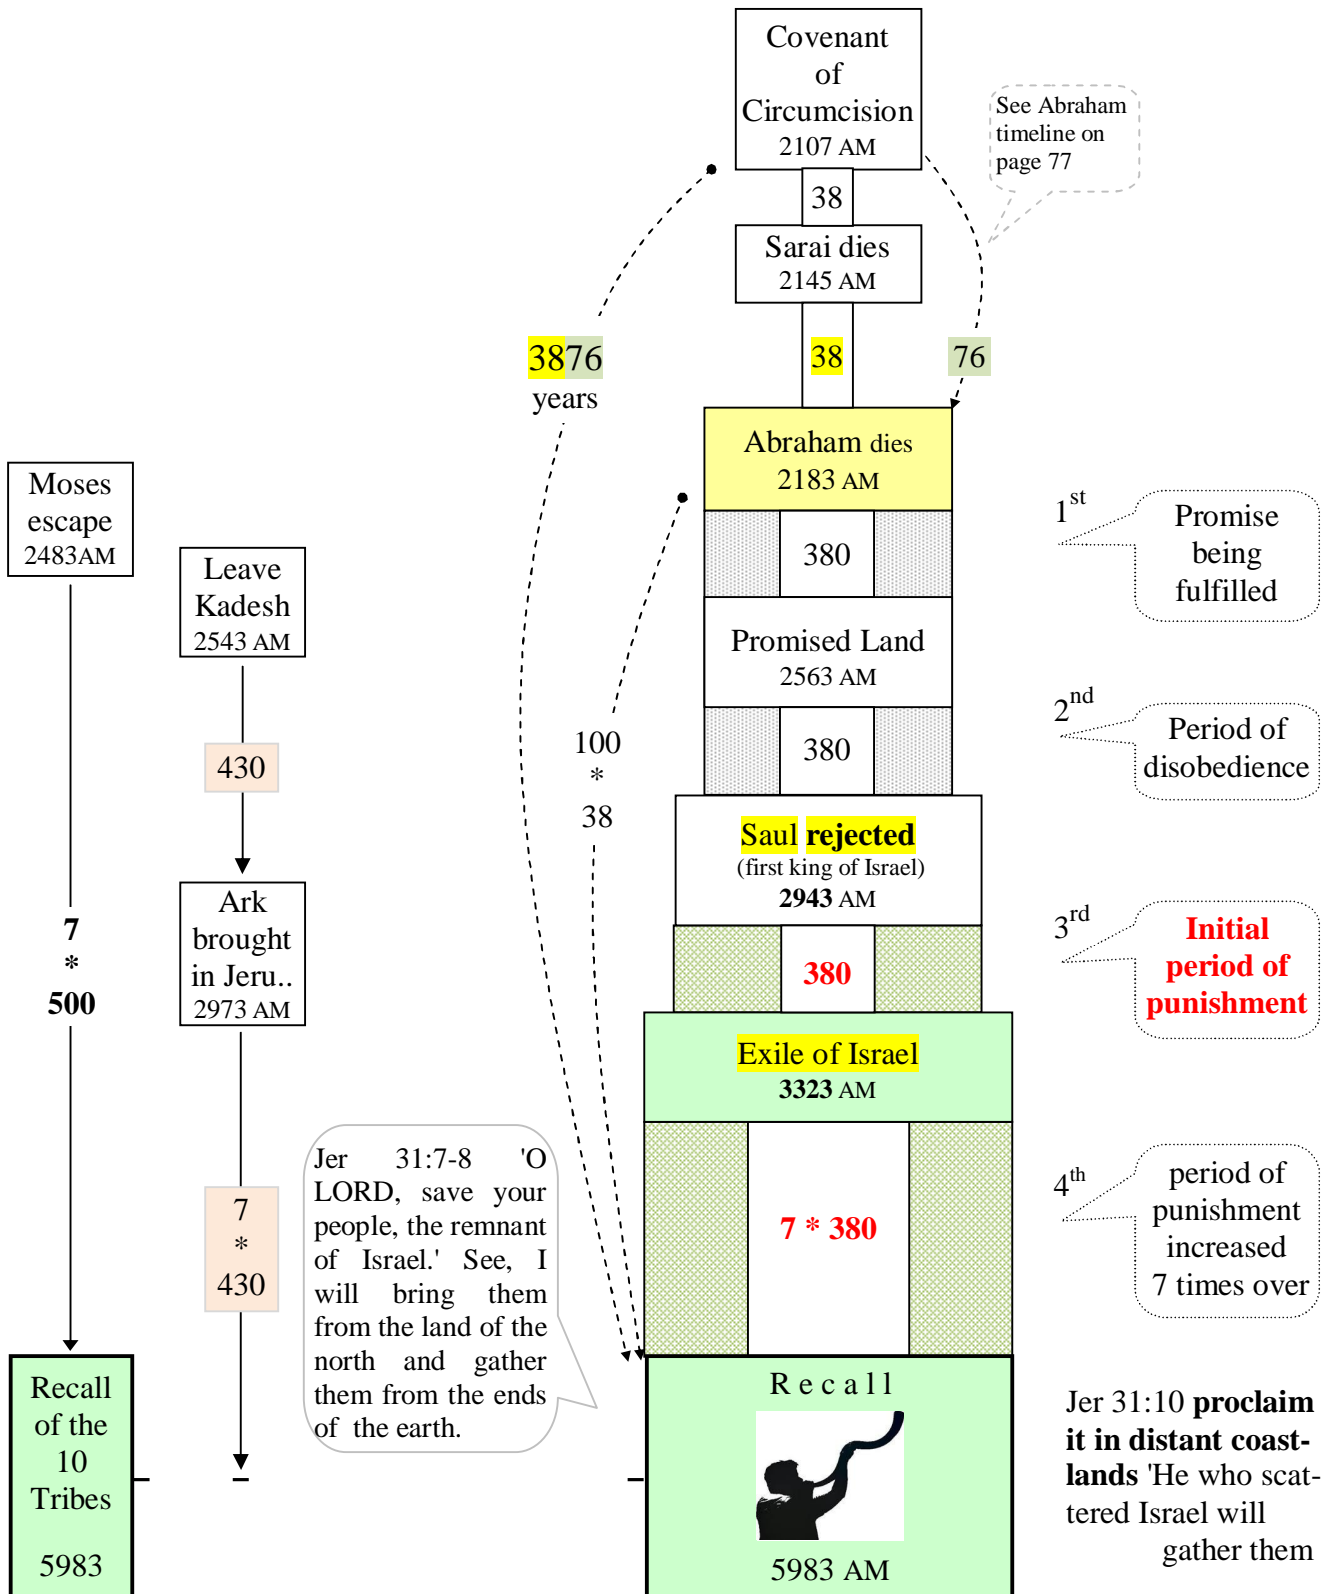 Covenant
of
Circumcision
2107 AM
See Abraham
timeline on
page 77
38
Sarai dies
2145 AM
3876
years
38
76
Abraham dies
2183 AM
Moses
escape
2483AM
Leave
Kadesh
2543 AM
380
1st
Promise
being
fulfilled
Promised Land
2563 AM
430
100
*
38
380
2nd
Period of
disobedience
Saul rejected
(first king of Israel)
2943 AM
7
*
500
Ark
brought
in Jeru..
2973 AM
380
3rd
Initial
period of
punishment
Exile of Israel
3323 AM
7
*
430
Jer 31:7-8 'O
LORD, save your
people, the remnant
of Israel.' See, I
will bring them
from the land of the
north and gather
them from the ends
of the earth.
7 * 380
4th
period of
punishment
increased
7 times over
Recall
of the
10
Tribes
5983
Recall
5983 AM
Jer 31:10 proclaim
it in distant coast-
lands 'He who scat-
tered Israel will
gather them